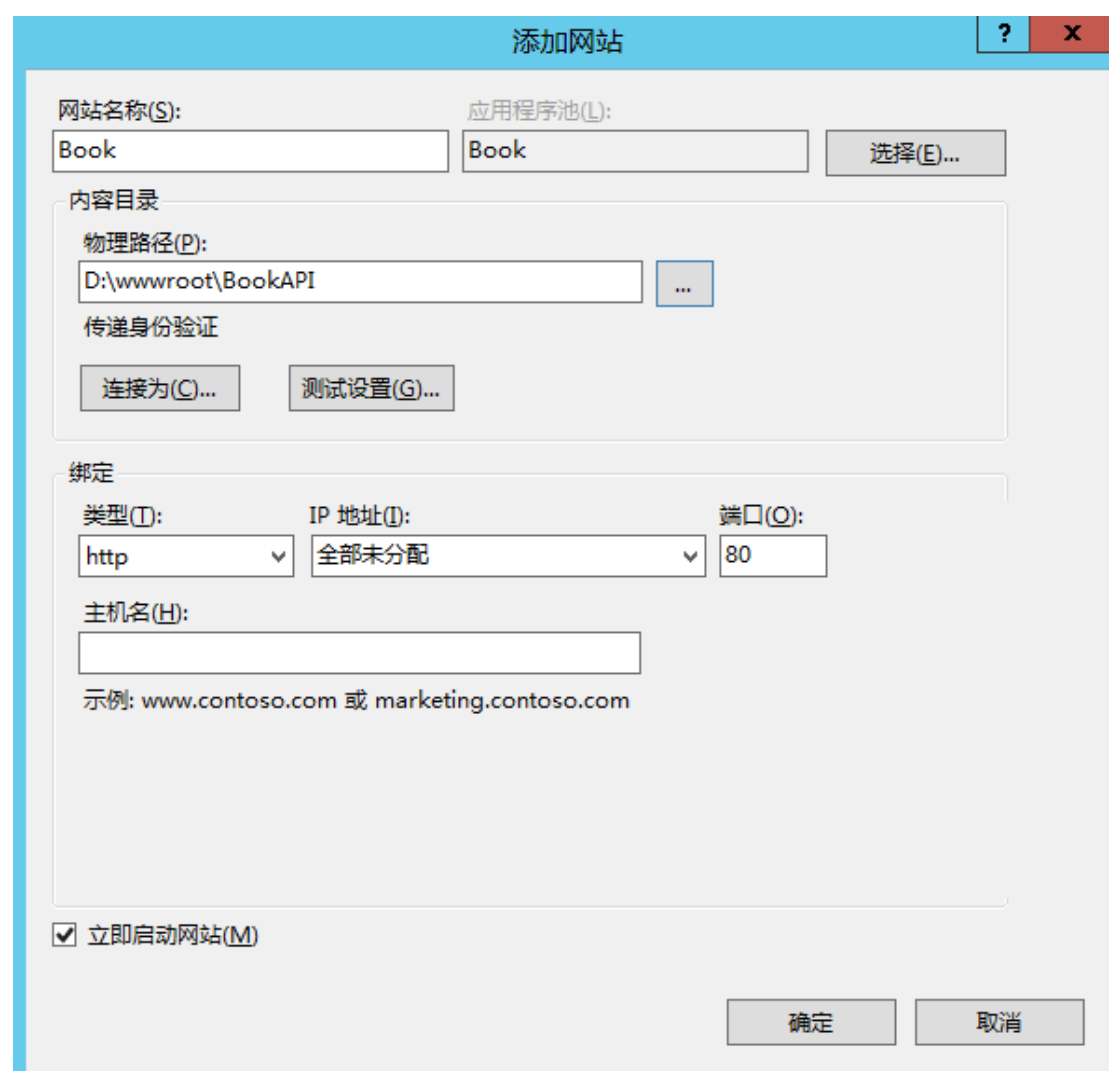 添加网站
? x
网站名称(S): 应用程序池(L):
Book Book 选择(E)...
内容目录
物理路径(P):
D:\wwwroot\BookAPI ...
传递身份验证
连接为(C)... 测试设置(G)...
绑定
类型(T): IP 地址(I): 端口(O):
http 全部未分配 80
主机名(H):
示例: www.contoso.com 或 marketing.contoso.com
立即启动网站(M)
确定 取消